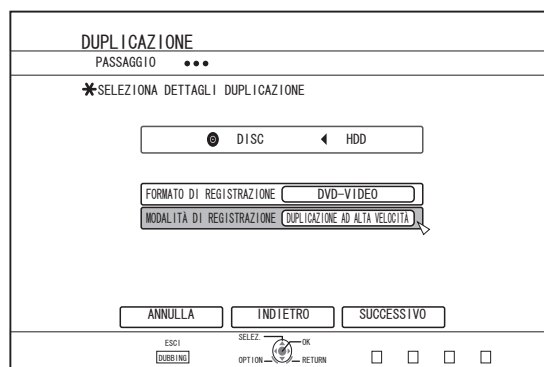 DUPLICAZIONE
PASSAGGIO
SELEZIONA DETTAGLI DUPLICAZIONE
DISC HDD
FORMATO DI REGISTRAZIONE DVD-VIDEO
MODALITÀ DI REGISTRAZIONE DUPLICAZIONE AD ALTA VELOCITÀ
ANNULLA INDIETRO SUCCESSIVO
ESCI SELEZ. OK
DUBBING OPTION RETURN